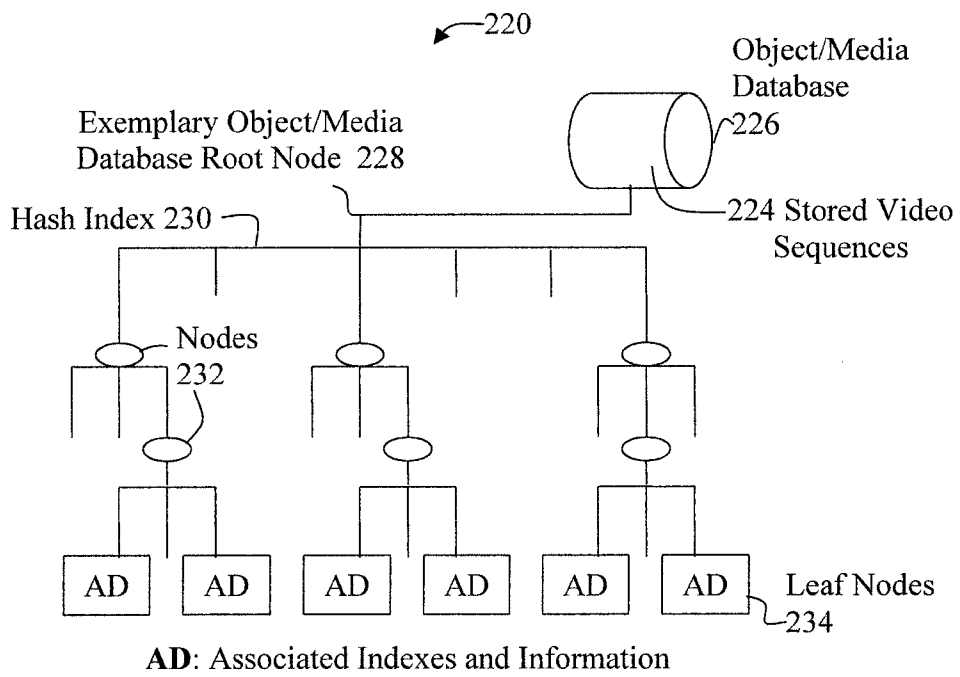 220
Object/Media
Database
226
Exemplary Object/Media
Database Root Node 228
Hash Index 230
224 Stored Video
Sequences
Nodes
232
AD AD AD AD AD AD
Leaf Nodes
234
AD: Associated Indexes and Information